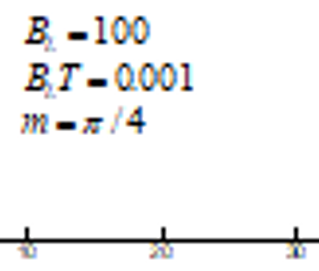 B_L = 100
B_L T = 0.001
m = π / 4
10 20 30